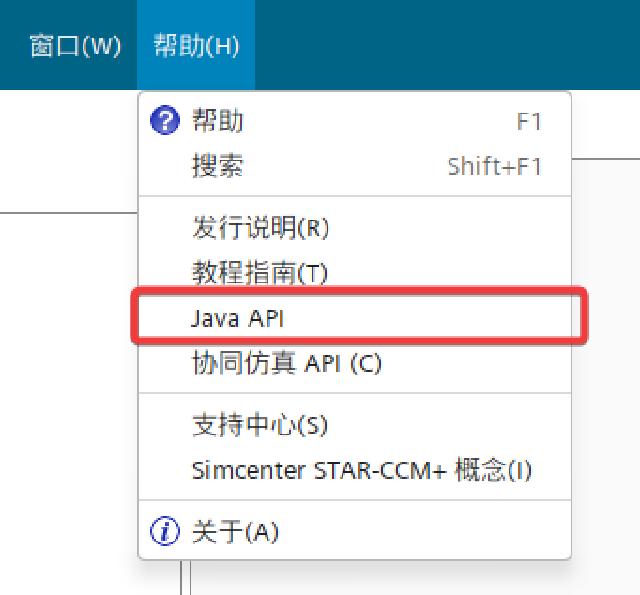 窗口(W) 帮助(H)
帮助 F1
搜索 Shift+F1
发行说明(R)
教程指南(T)
Java API
协同仿真 API (C)
支持中心(S)
Simcenter STAR-CCM+ 概念(I)
关于(A)